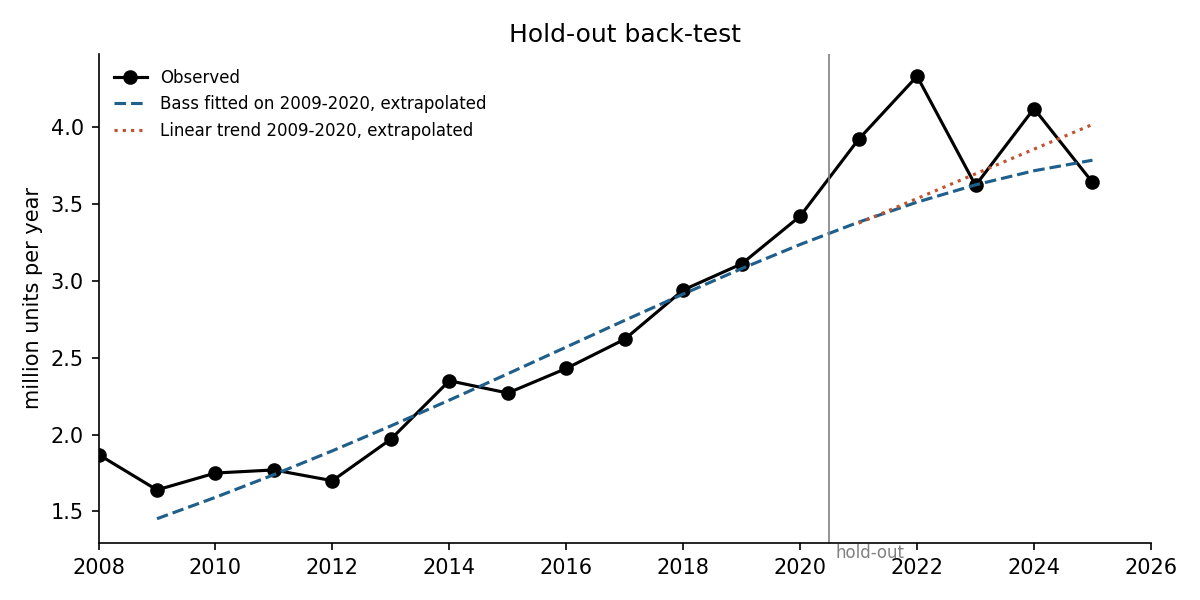 Hold-out back-test
Observed
Bass fitted on 2009-2020, extrapolated
Linear trend 2009-2020, extrapolated
million units per year
4.0
3.5
3.0
2.5
2.0
1.5
hold-out
2008 2010 2012 2014 2016 2018 2020 2022 2024 2026